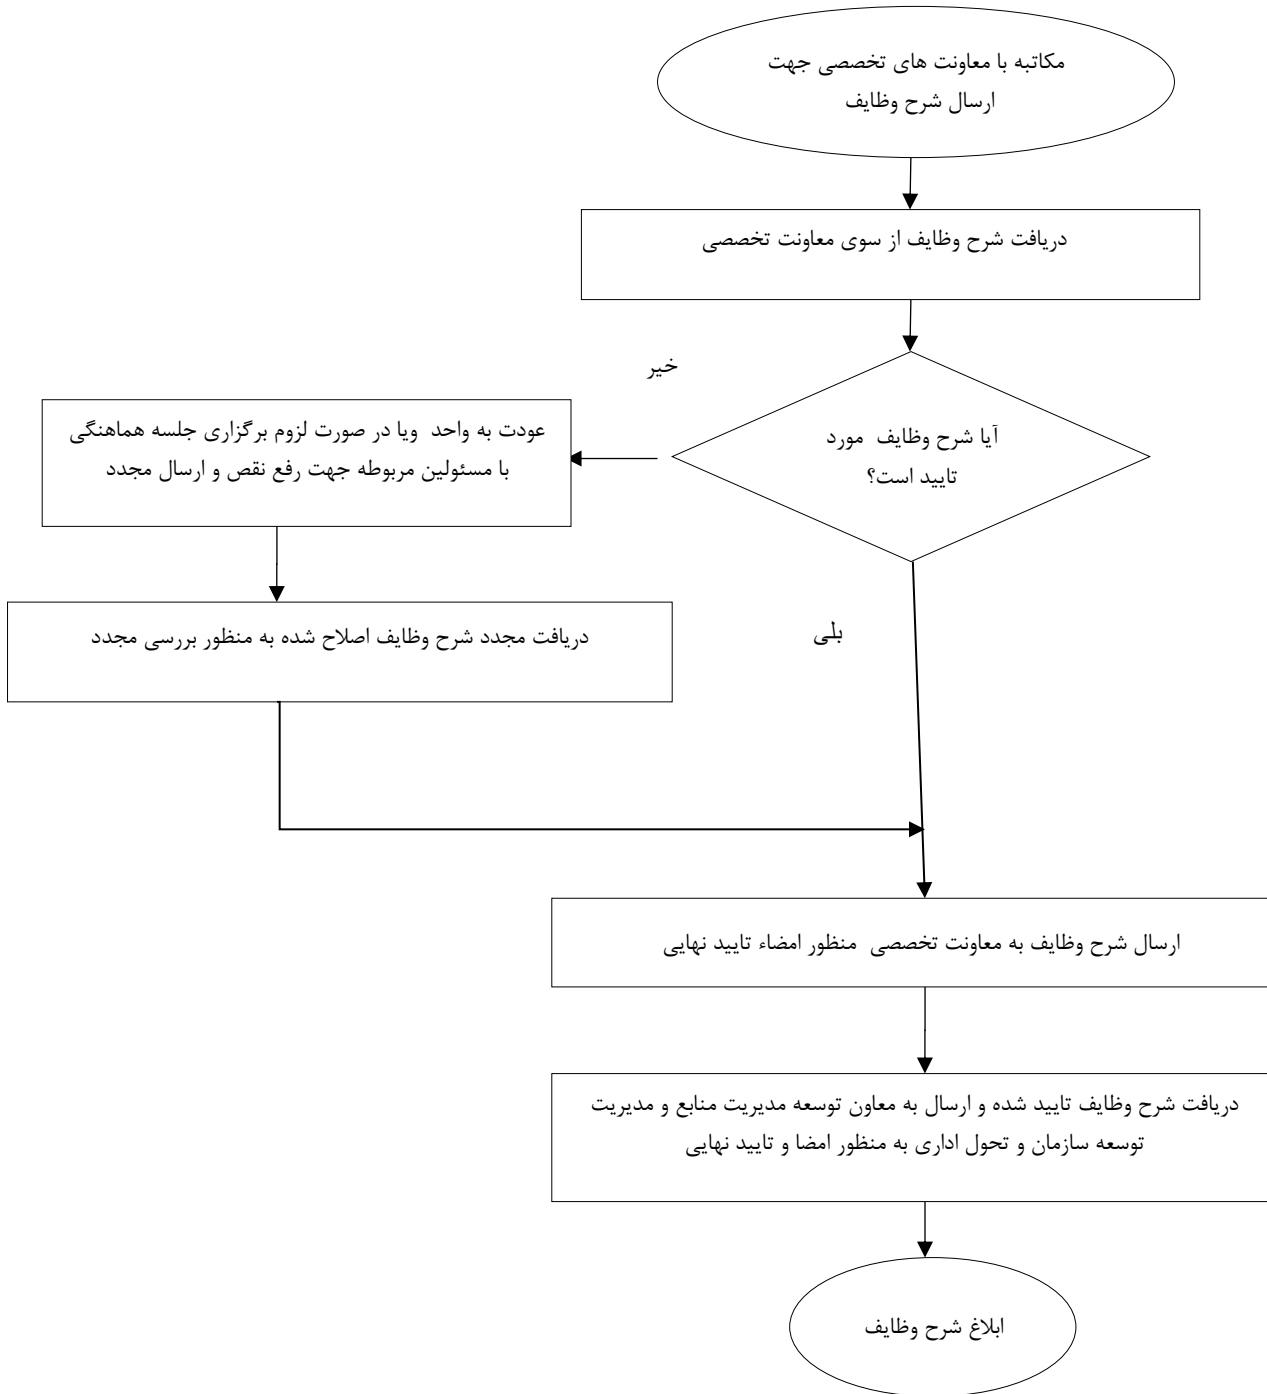 مکاتبه با معاونت های تخصصی جهت
ارسال شرح وظایف
دریافت شرح وظایف از سوی معاونت تخصصی
خیر
آیا شرح وظایف مورد
تایید است؟
عودت به واحد ویا در صورت لزوم برگزاری جلسه هماهنگی
با مسئولین مربوطه جهت رفع نقص و ارسال مجدد
دریافت مجدد شرح وظایف اصلاح شده به منظور بررسی مجدد
بلی
ارسال شرح وظایف به معاونت تخصصی منظور امضاء تایید نهایی
دریافت شرح وظایف تایید شده و ارسال به معاون توسعه مدیریت منابع و مدیریت
توسعه سازمان و تحول اداری به منظور امضا و تایید نهایی
ابلاغ شرح وظایف